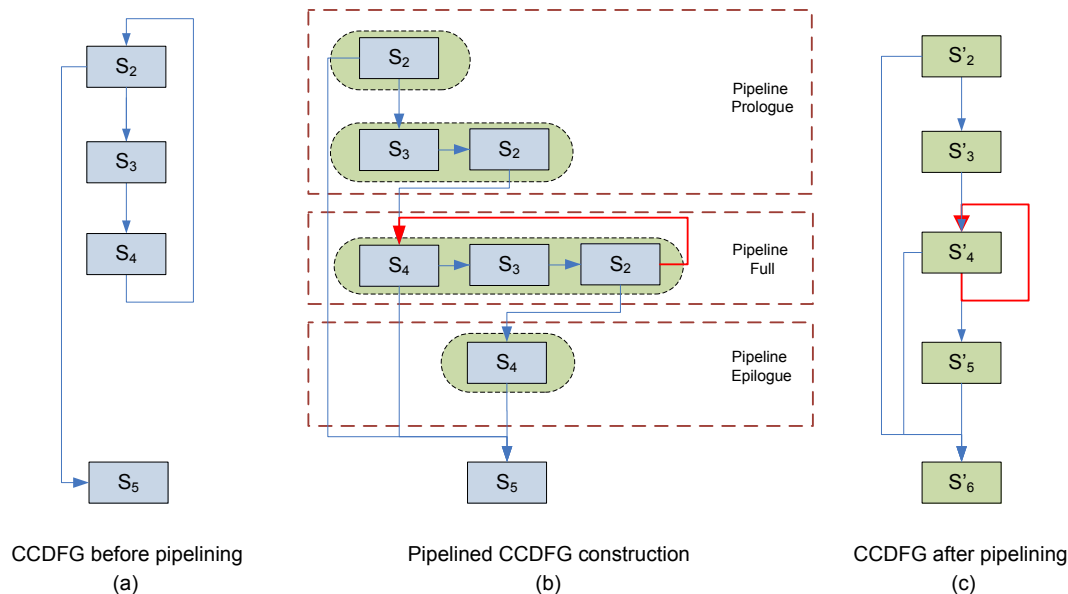 S2
S3
S4
S5
CCDFG before pipelining
(a)
S2
Pipeline
Prologue
S3 S2
S4 S3 S2
Pipeline
Full
S4
Pipeline
Epilogue
S5
Pipelined CCDFG construction
(b)
S'2
S'3
S'4
S'5
S'6
CCDFG after pipelining
(c)